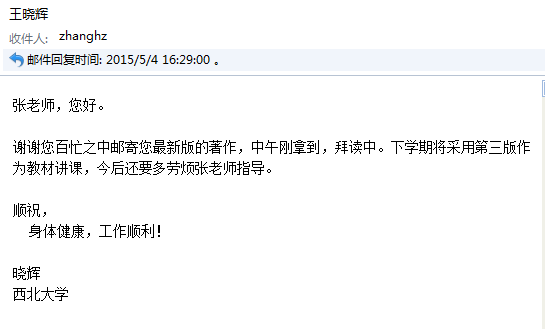 王晓辉
收件人: zhanghz
邮件回复时间: 2015/5/4 16:29:00 。
张老师，您好。
谢谢您百忙之中邮寄您最新版的著作，中午刚拿到，拜读中。下学期将采用第三版作
为教材讲课，今后还要多劳烦张老师指导。
顺祝，
身体健康，工作顺利！
晓辉
西北大学